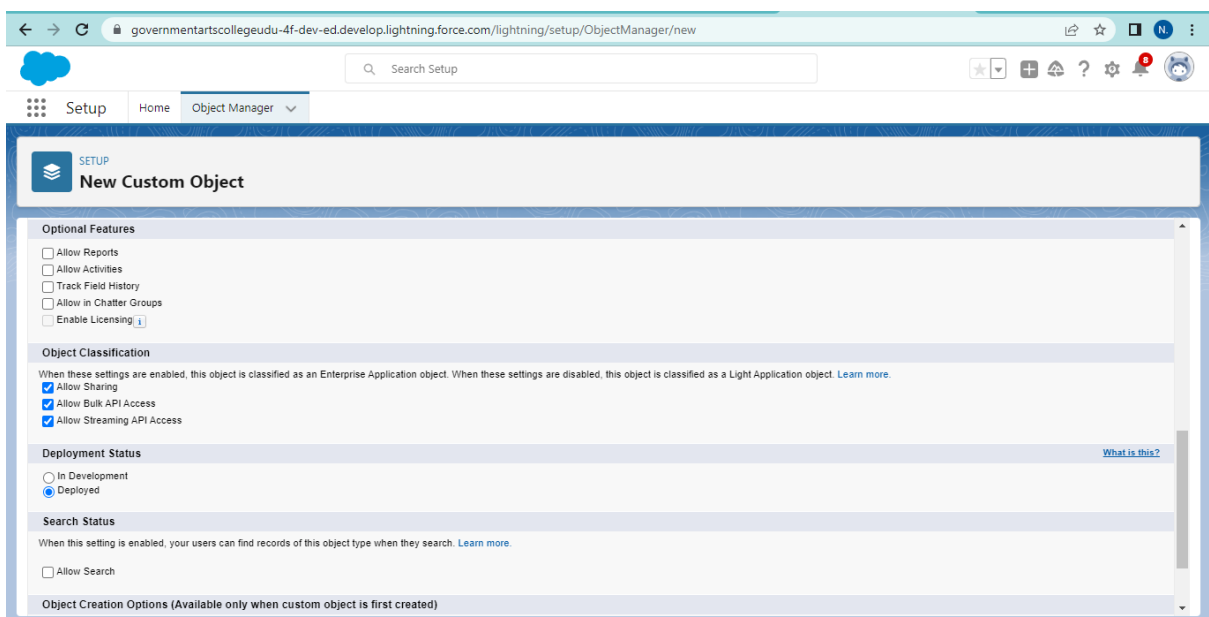 governmentartscollegeudu-4f-dev-ed.develop.lightning.force.com/lightning/setup/ObjectManager/new
N.
Search Setup
8
Setup Home Object Manager
SETUP
New Custom Object
Optional Features
Allow Reports
Allow Activities
Track Field History
Allow in Chatter Groups
Enable Licensing i
Object Classification
When these settings are enabled, this object is classified as an Enterprise Application object. When these settings are disabled, this object is classified as a Light Application object. Learn more.
Allow Sharing
Allow Bulk API Access
Allow Streaming API Access
Deployment Status What is this?
In Development
Deployed
Search Status
When this setting is enabled, your users can find records of this object type when they search. Learn more.
Allow Search
Object Creation Options (Available only when custom object is first created)